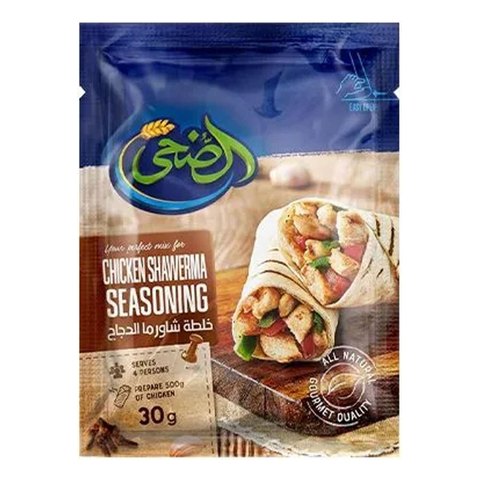 EASY OPEN
الضحى
Your perfect mix for
CHICKEN SHAWERMA
SEASONING
خلطة شاورما الدجاج
SERVES
4 PERSONS
PREPARE 500g
OF CHICKEN
30 g
ALL NATURAL
GOURMET QUALITY